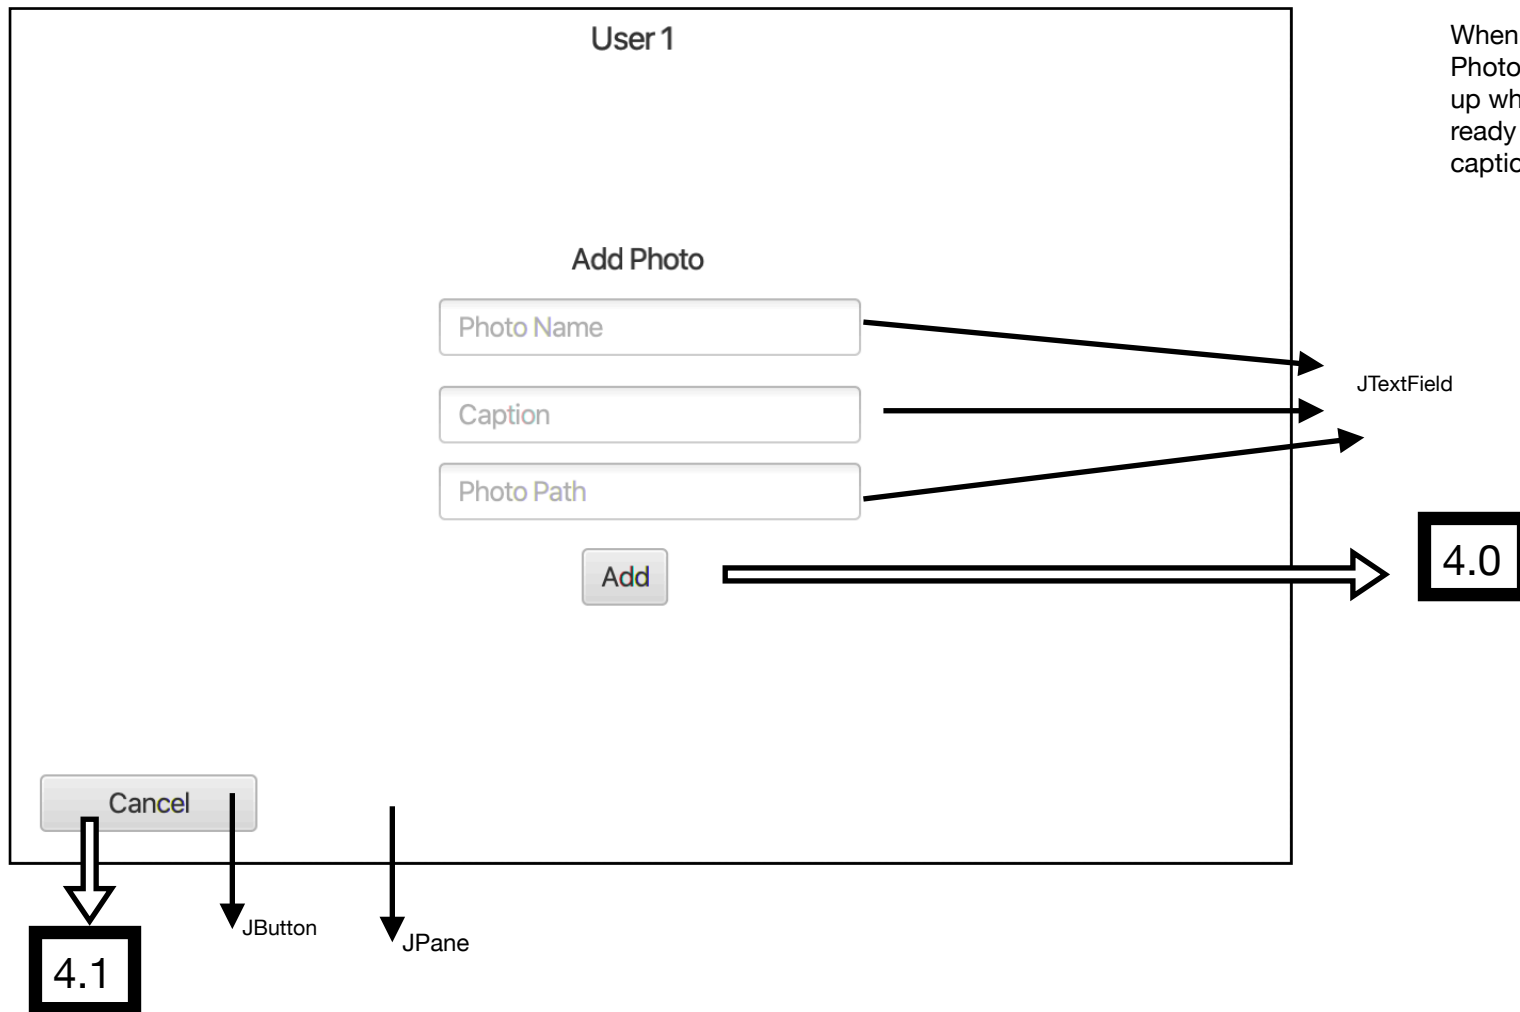 User 1
When
Photo
up wh
ready
captio
Add Photo
Photo Name
JTextField
Caption
Photo Path
Add
4.0
Cancel
JButton
JPane
4.1